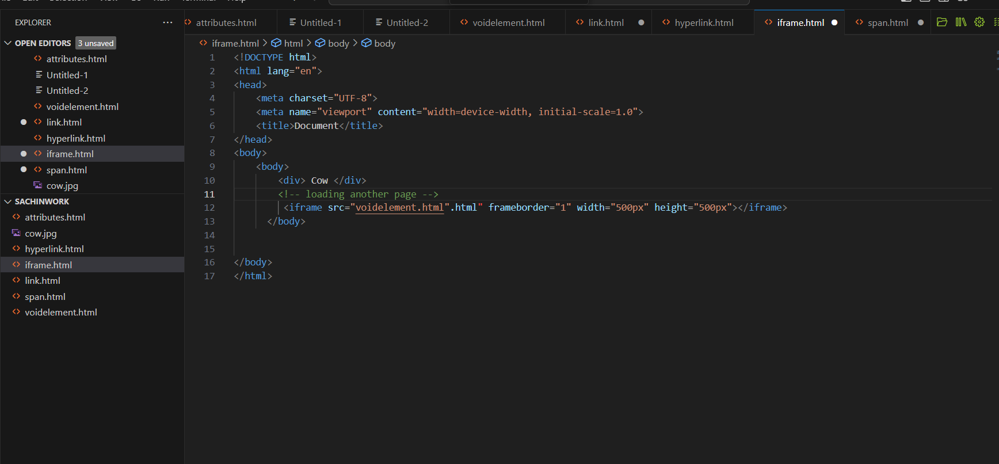 EXPLORER
OPEN EDITORS 3 unsaved
attributes.html
Untitled-1
Untitled-2
voidelement.html
link.html
hyperlink.html
iframe.html
span.html
cow.jpg
SACHINWORK
attributes.html
cow.jpg
hyperlink.html
iframe.html
link.html
span.html
voidelement.html
attributes.html Untitled-1 Untitled-2 voidelement.html link.html hyperlink.html iframe.html span.html
iframe.html > html > body > body
1 <!DOCTYPE html>
2 <html lang="en">
3 <head>
4 <meta charset="UTF-8">
5 <meta name="viewport" content="width=device-width, initial-scale=1.0">
6 <title>Document</title>
7 </head>
8 <body>
9 <body>
10 <div> Cow </div>
11 <!-- loading another page -->
12 <iframe src="voidelement.html".html" frameborder="1" width="500px" height="500px"></iframe>
13 </body>
14
15
16 </body>
17 </html>